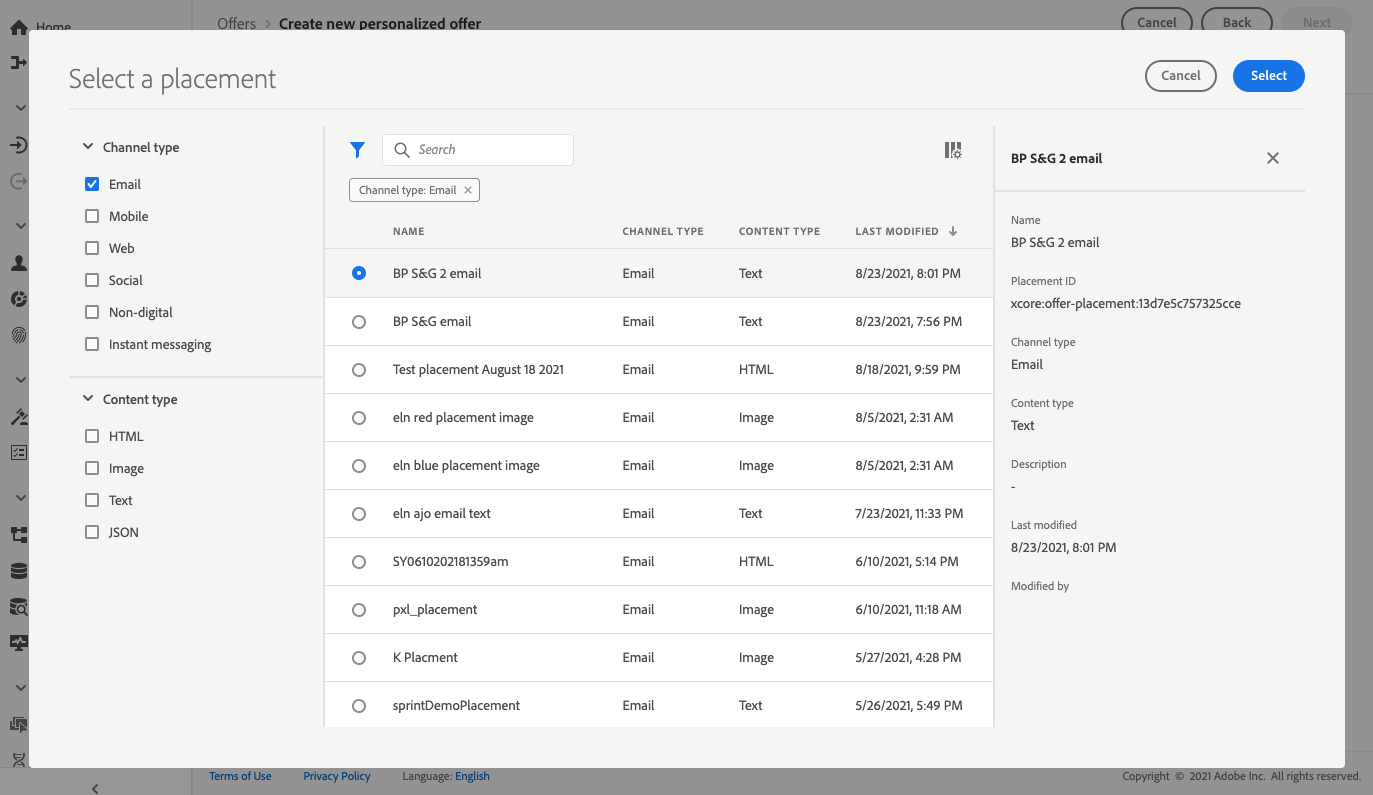 Home
Offers > Create new personalized offer
Cancel
Back
Next
Select a placement
Cancel
Select
Channel type
Email
Mobile
Web
Social
Non-digital
Instant messaging
Content type
HTML
Image
Text
JSON
Search
Channel type: Email ×
NAME CHANNEL TYPE CONTENT TYPE LAST MODIFIED ↓
BP S&G 2 email Email Text 8/23/2021, 8:01 PM
BP S&G email Email Text 8/23/2021, 7:56 PM
Test placement August 18 2021 Email HTML 8/18/2021, 9:59 PM
eln red placement image Email Image 8/5/2021, 2:31 AM
eln blue placement image Email Image 8/5/2021, 2:31 AM
eln ajo email text Email Text 7/23/2021, 11:33 PM
SY0610202181359am Email HTML 6/10/2021, 5:14 PM
pxl_placement Email Image 6/10/2021, 11:18 AM
K Placment Email Image 5/27/2021, 4:28 PM
sprintDemoPlacement Email Text 5/26/2021, 5:49 PM
BP S&G 2 email
Name
BP S&G 2 email
Placement ID
xcore:offer-placement:13d7e5c757325cce
Channel type
Email
Content type
Text
Description
-
Last modified
8/23/2021, 8:01 PM
Modified by
Terms of Use Privacy Policy Language: English
Copyright © 2021 Adobe Inc. All rights reserved.